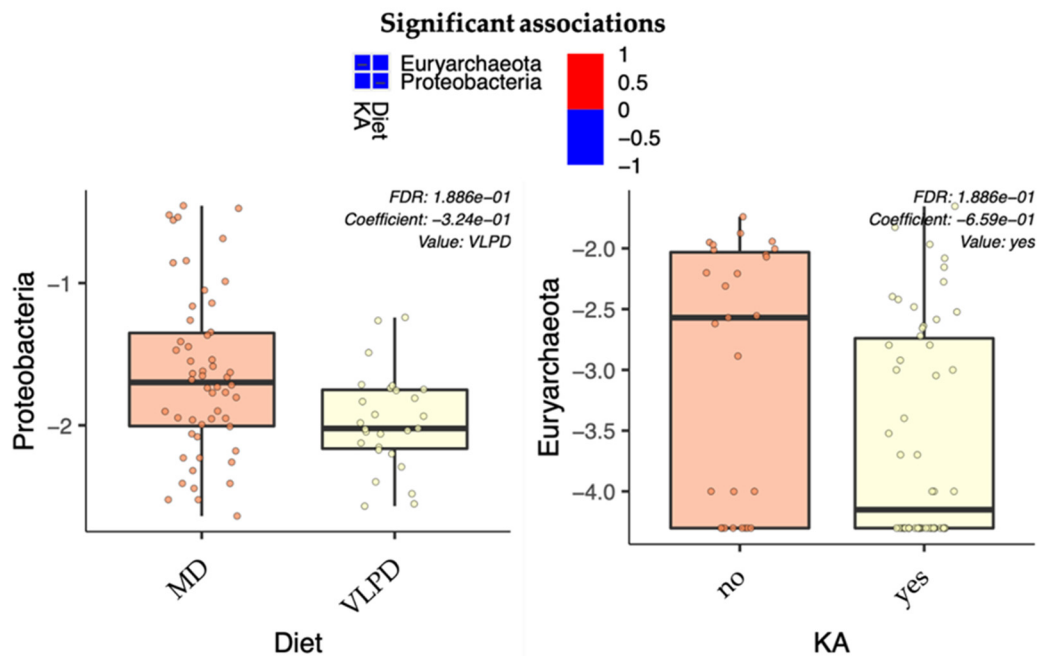 Significant associations
Euryarchaeota
Proteobacteria
KA
Diet
1
0.5
0
−0.5
−1
FDR: 1.886e−01
Coefficient: −3.24e−01
Value: VLPD
Proteobacteria
−1
−2
MD
VLPD
Diet
FDR: 1.886e−01
Coefficient: −6.59e−01
Value: yes
Euryarchaeota
−2.0
−2.5
−3.0
−3.5
−4.0
no
yes
KA